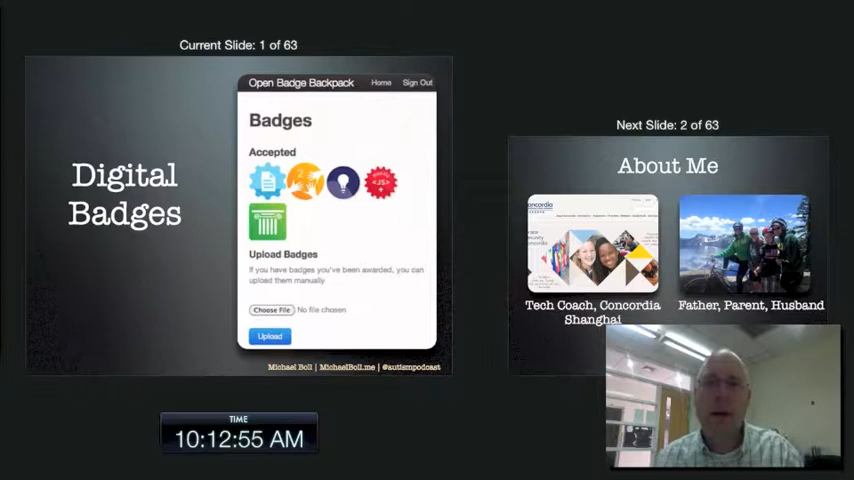 Current Slide: 1 of 63
Digital
Badges
Open Badge Backpack Home Sign Out
Badges
Accepted
Upload Badges
If you have badges you've been awarded, you can
upload them manually
Choose File No file chosen
Upload
Michael Boll | MichaelBoll.me | @autismpodcast
Next Slide: 2 of 63
About Me
Tech Coach, Concordia
Shanghai
Father, Parent, Husband
TIME
10:12:55 AM